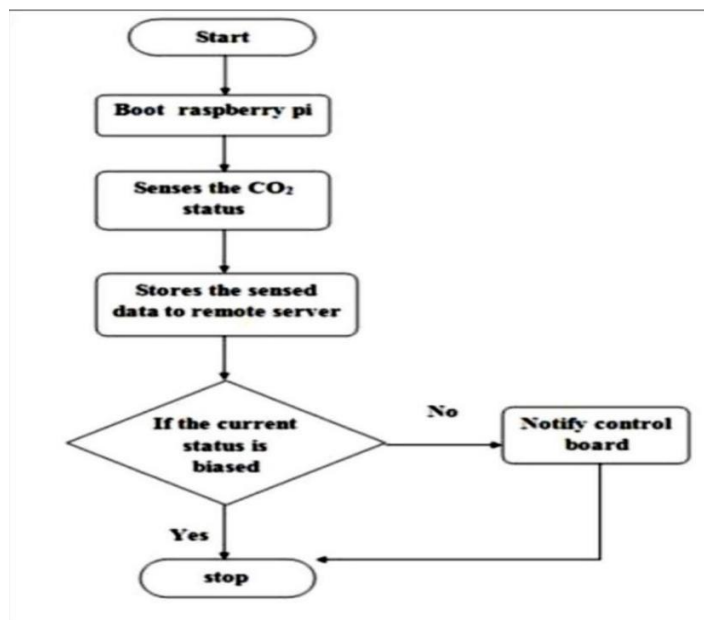 Start
Boot raspberry pi
Senses the CO₂
status
Stores the sensed
data to remote server
If the current
status is
biased
No
Notify control
board
Yes
stop